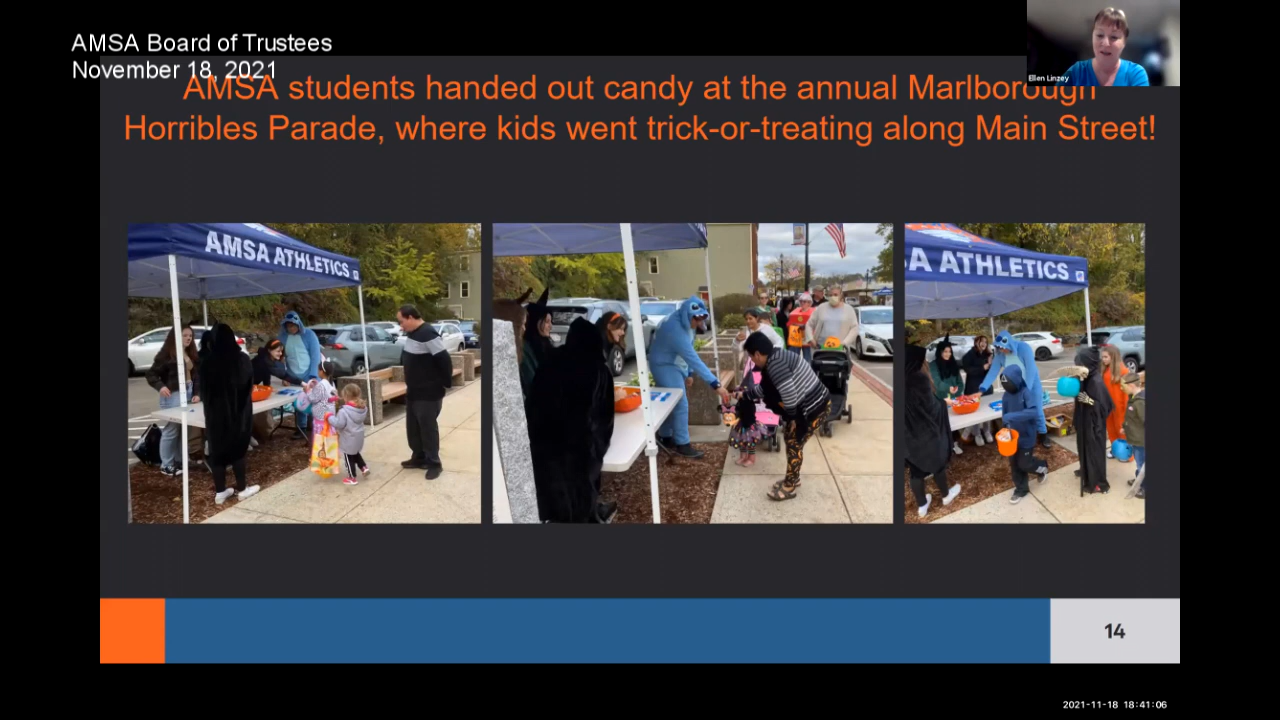 AMSA Board of Trustees
November 18, 2021
Ellen Linzey
AMSA students handed out candy at the annual Marlborough
Horribles Parade, where kids went trick-or-treating along Main Street!
AMSA ATHLETICS
A ATHLETICS
14
2021-11-18 18:41:06